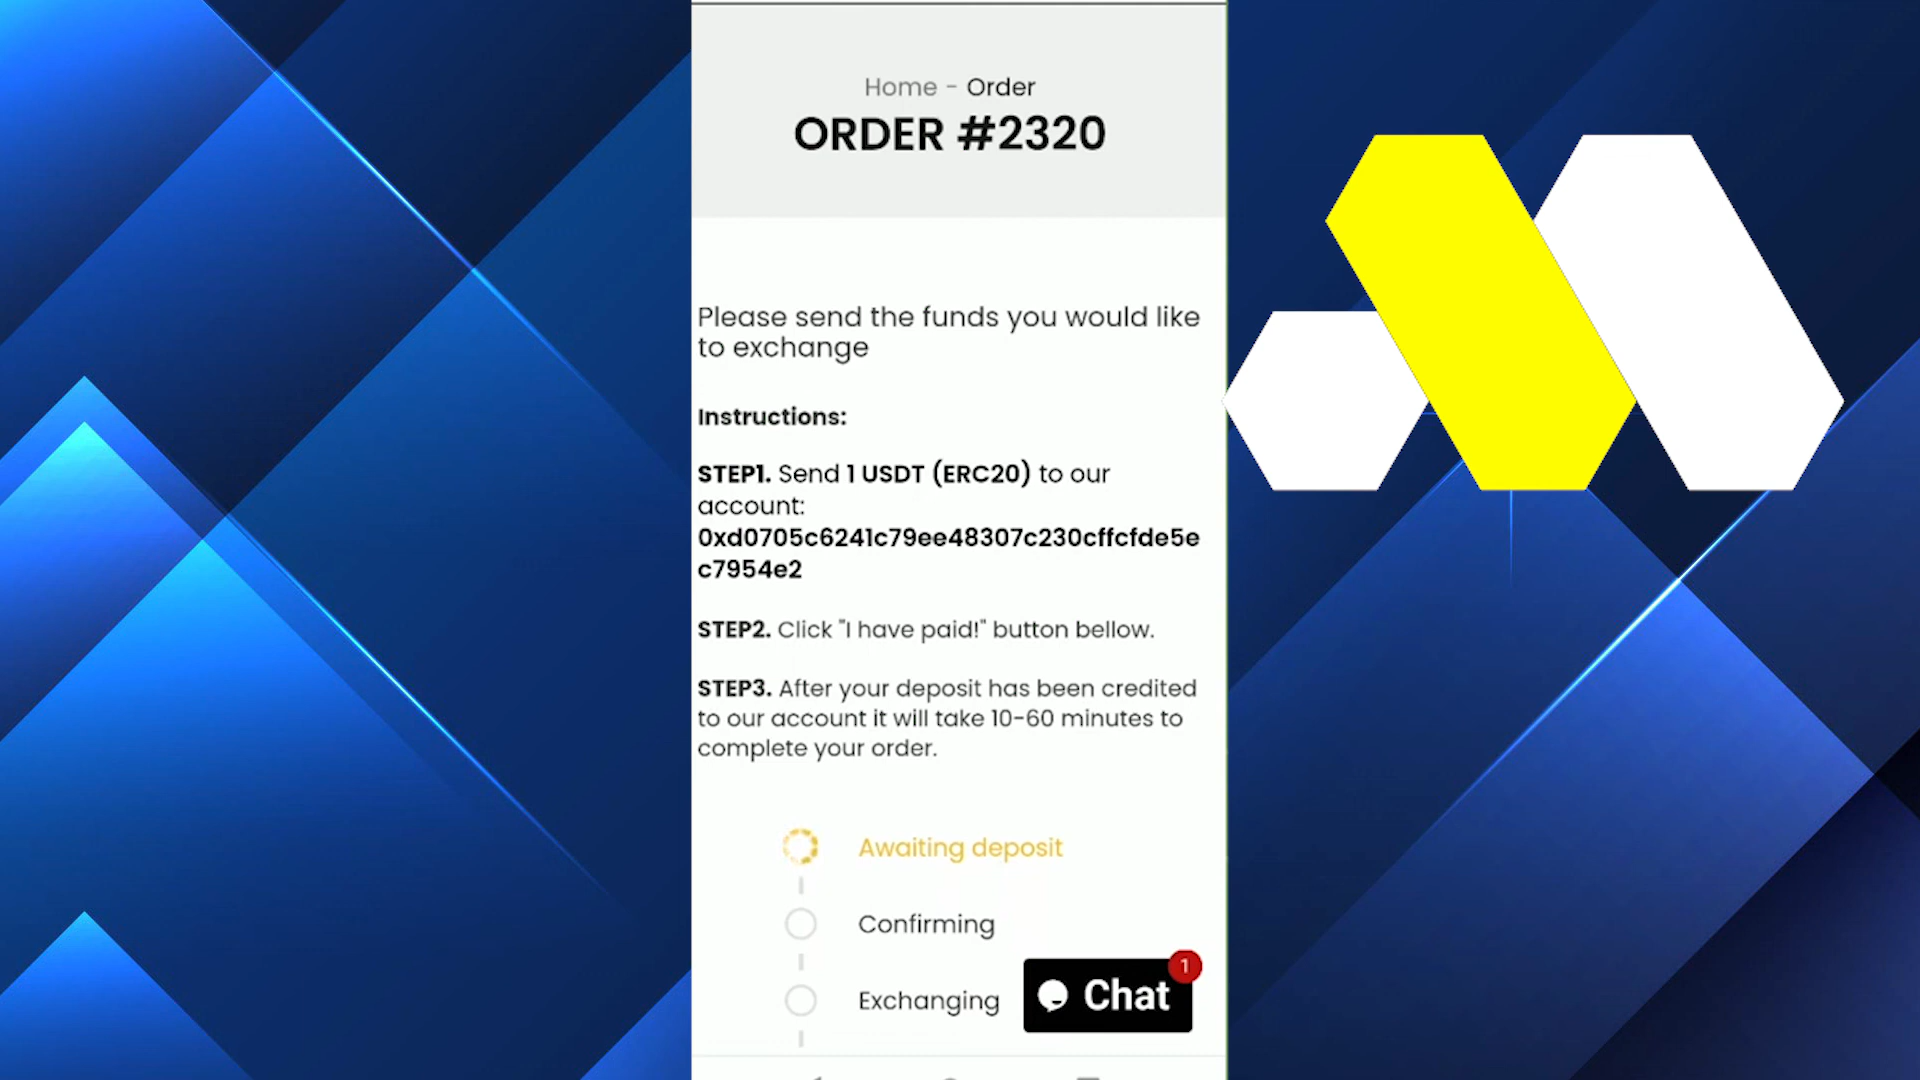 Home - Order
ORDER #2320
Please send the funds you would like
to exchange
Instructions:
STEP1. Send 1 USDT (ERC20) to our
account:
0xd0705c6241c79ee48307c230cffcfde5e
c7954e2
STEP2. Click "I have paid!" button bellow.
STEP3. After your deposit has been credited
to our account it will take 10-60 minutes to
complete your order.
Awaiting deposit
Confirming
Exchanging
Chat
1